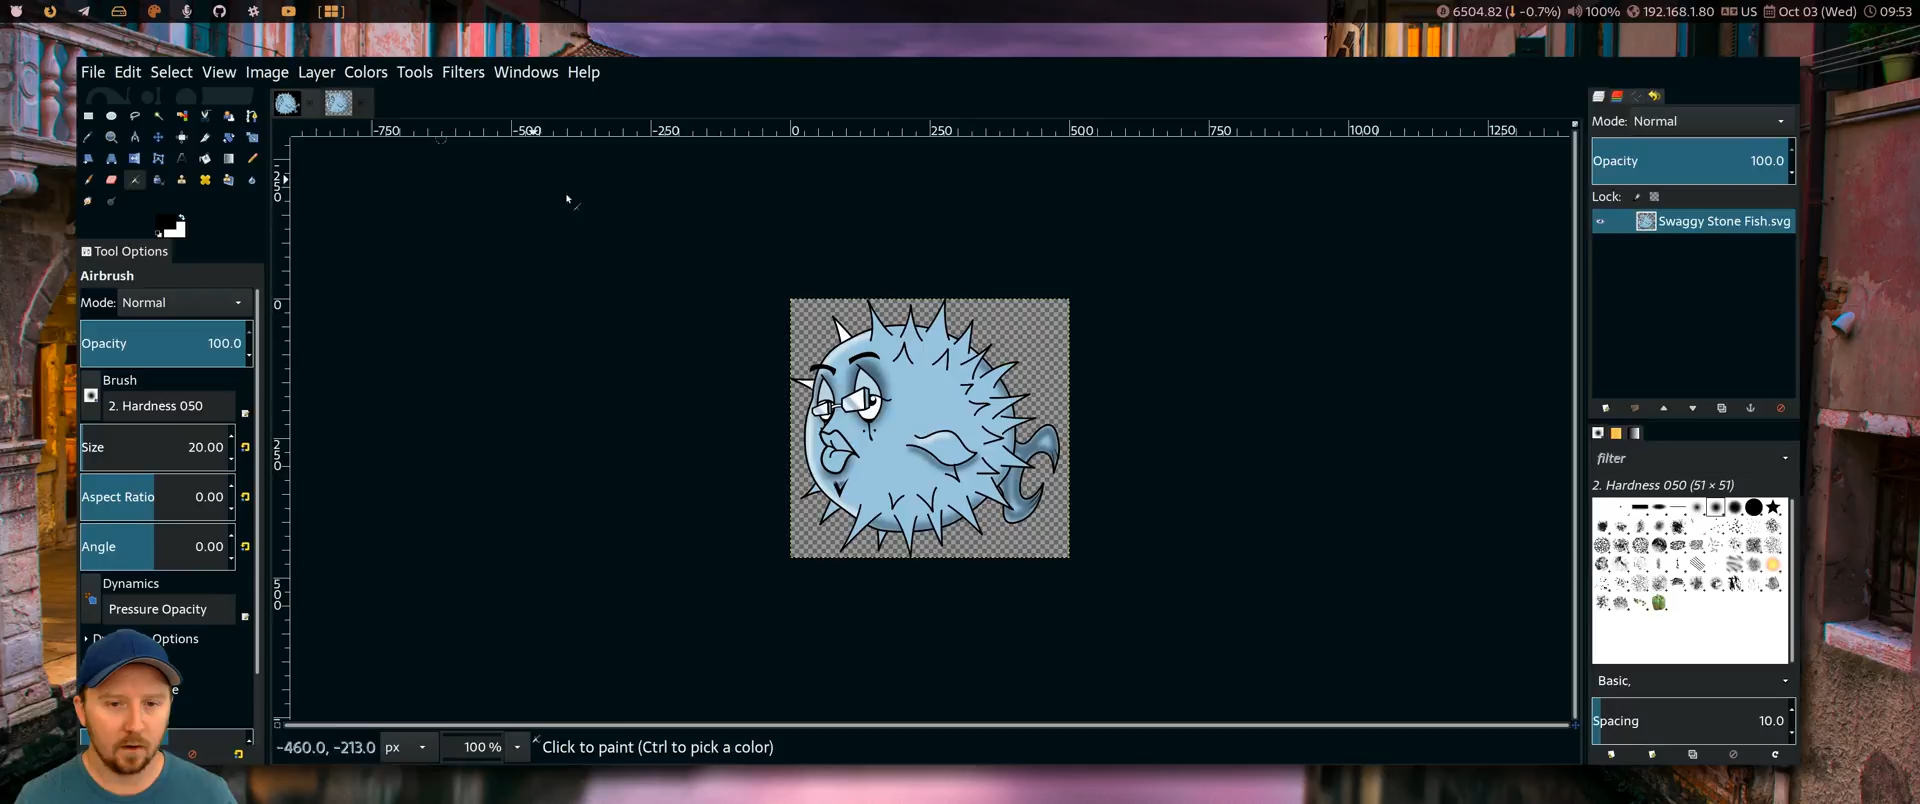 6504.82 (↓ -0.7%) 100% 192.168.1.80 US Oct 03 (Wed) 09:53
File Edit Select View Image Layer Colors Tools Filters Windows Help
-750 -500 -250 0 250 500 750 1000 1250
250
0
250
500
Tool Options
Airbrush
Mode: Normal
Opacity 100.0
Brush
2. Hardness 050
Size 20.00
Aspect Ratio 0.00
Angle 0.00
Dynamics
Pressure Opacity
Options
-460.0, -213.0 px 100 % Click to paint (Ctrl to pick a color)
Mode: Normal
Opacity 100.0
Lock:
Swaggy Stone Fish.svg
filter
2. Hardness 050 (51 × 51)
Basic,
Spacing 10.0